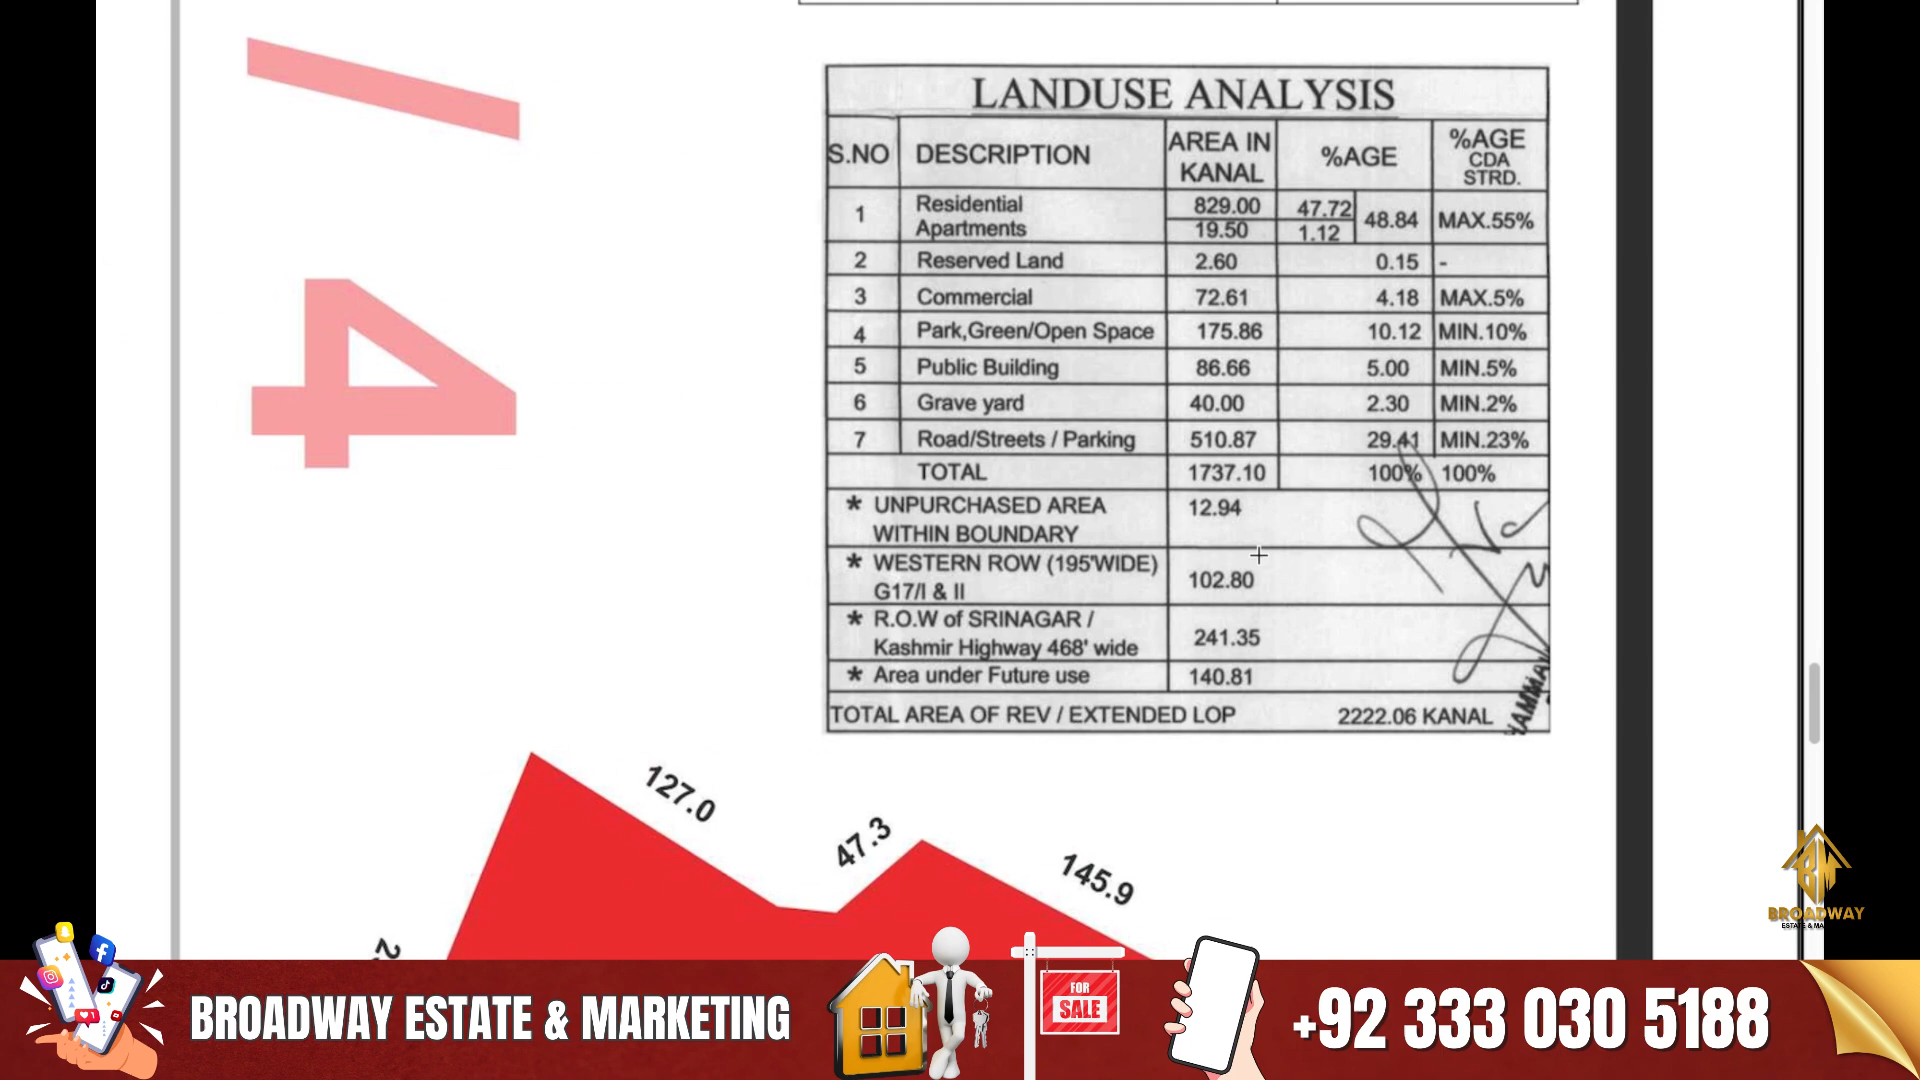 / 4
LANDUSE ANALYSIS
S.NO DESCRIPTION AREA IN KANAL %AGE %AGE CDA STRD.
1 Residential 829.00 47.72 48.84 MAX.55%
Apartments 19.50 1.12
2 Reserved Land 2.60 0.15 -
3 Commercial 72.61 4.18 MAX.5%
4 Park,Green/Open Space 175.86 10.12 MIN.10%
5 Public Building 86.66 5.00 MIN.5%
6 Grave yard 40.00 2.30 MIN.2%
7 Road/Streets / Parking 510.87 29.41 MIN.23%
TOTAL 1737.10 100% 100%
* UNPURCHASED AREA 12.94
WITHIN BOUNDARY
* WESTERN ROW (195'WIDE) 102.80
G17/I & II
* R.O.W of SRINAGAR / 241.35
Kashmir Highway 468' wide
* Area under Future use 140.81
TOTAL AREA OF REV / EXTENDED LOP 2222.06 KANAL
127.0
47.3
145.9
BROADWAY
BROADWAY ESTATE & MARKETING
FOR
SALE
+92 333 030 5188